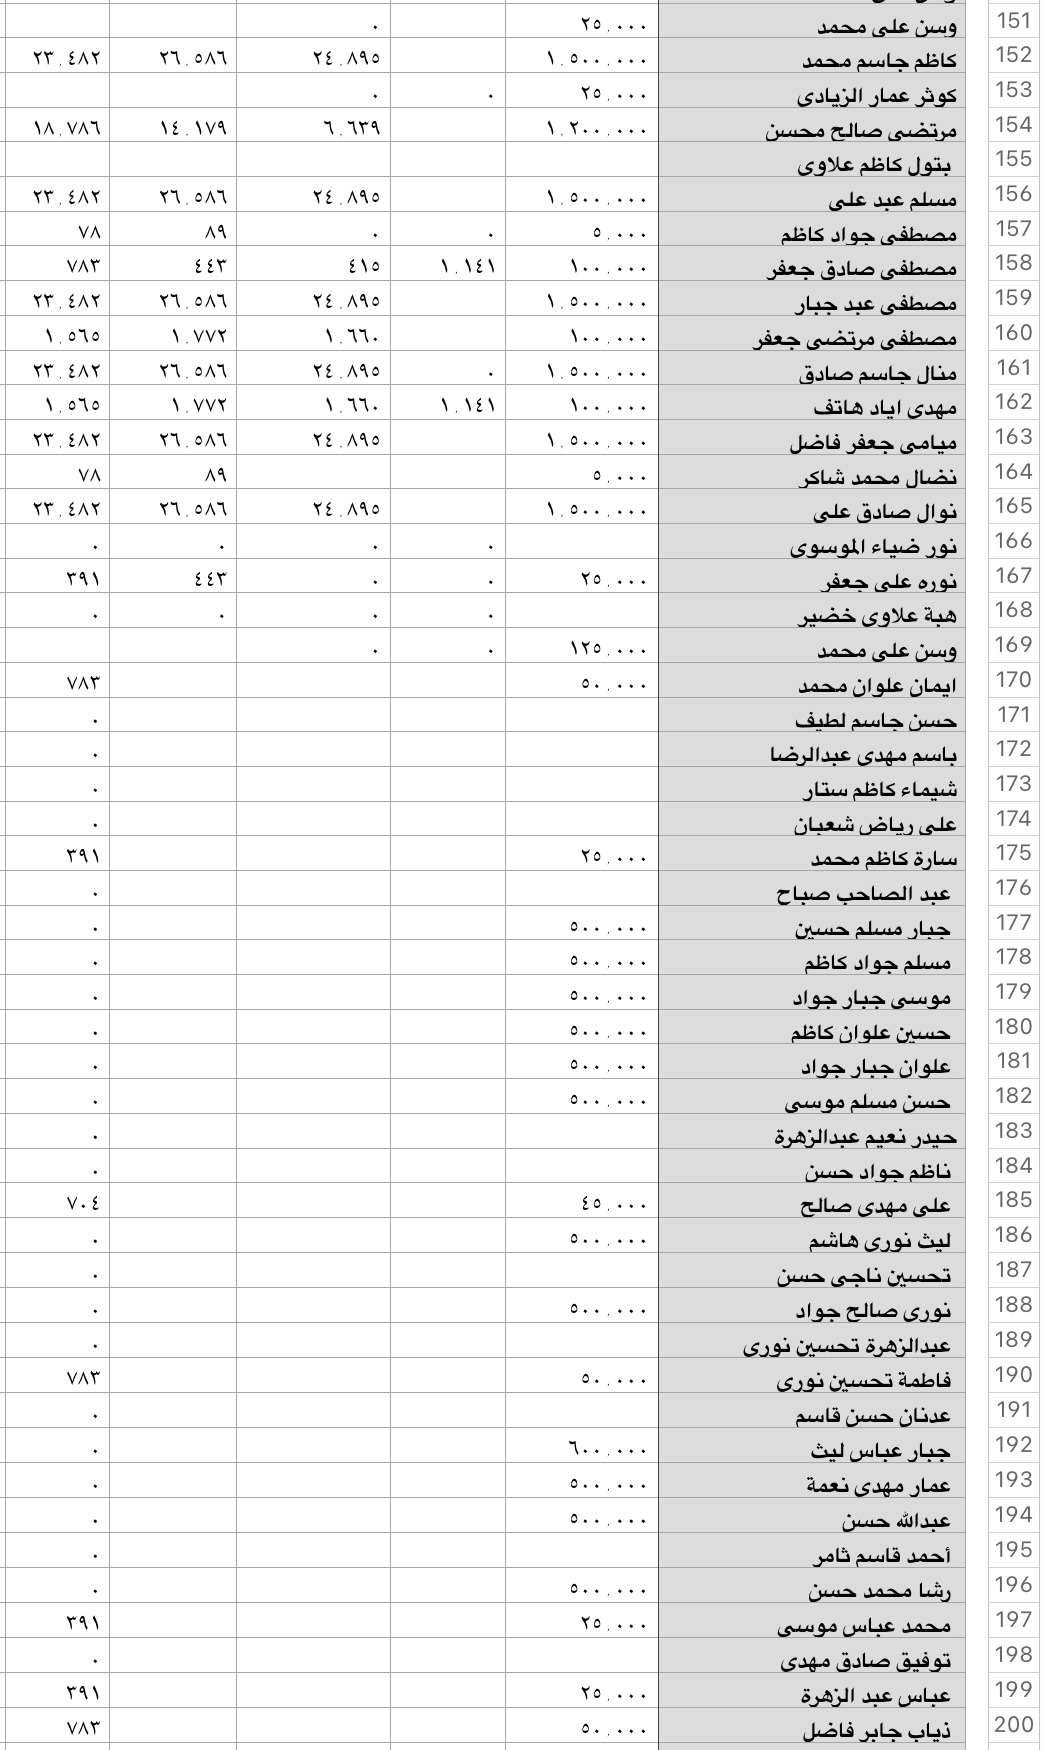 151 وسن على محمد ٢٥,٠٠٠ ٠
152 كاظم جاسم محمد ١,٥٠٠,٠٠٠ ٢٤,٨٩٥ ٢٦,٥٨٦ ٢٣,٤٨٢
153 كوثر عمار الزيادى ٢٥,٠٠٠ ٠ ٠
154 مرتضى صالح محسن ١,٢٠٠,٠٠٠ ٦,٦٣٩ ١٤,١٧٩ ١٨,٧٨٦
155 بتول كاظم علاوى
156 مسلم عبد على ١,٥٠٠,٠٠٠ ٢٤,٨٩٥ ٢٦,٥٨٦ ٢٣,٤٨٢
157 مصطفى جواد كاظم ٥,٠٠٠ ٠ ٠ ٨٩ ٧٨
158 مصطفى صادق جعفر ١٠٠,٠٠٠ ١,١٤١ ٤١٥ ٤٤٣ ٧٨٣
159 مصطفى عبد جبار ١,٥٠٠,٠٠٠ ٢٤,٨٩٥ ٢٦,٥٨٦ ٢٣,٤٨٢
160 مصطفى مرتضى جعفر ١٠٠,٠٠٠ ١,٦٦٠ ١,٧٧٢ ١,٥٦٥
161 منال جاسم صادق ١,٥٠٠,٠٠٠ ٠ ٢٤,٨٩٥ ٢٦,٥٨٦ ٢٣,٤٨٢
162 مهدى اياد هاتف ١٠٠,٠٠٠ ١,١٤١ ١,٦٦٠ ١,٧٧٢ ١,٥٦٥
163 ميامى جعفر فاضل ١,٥٠٠,٠٠٠ ٢٤,٨٩٥ ٢٦,٥٨٦ ٢٣,٤٨٢
164 نضال محمد شاكر ٥,٠٠٠ ٨٩ ٧٨
165 نوال صادق على ١,٥٠٠,٠٠٠ ٢٤,٨٩٥ ٢٦,٥٨٦ ٢٣,٤٨٢
166 نور ضياء الموسوى ٠ ٠ ٠ ٠
167 نوره على جعفر ٢٥,٠٠٠ ٠ ٠ ٤٤٣ ٣٩١
168 هبة علاوى خضير ٠ ٠ ٠ ٠
169 وسن على محمد ١٢٥,٠٠٠ ٠ ٠
170 ايمان علوان محمد ٥٠,٠٠٠ ٧٨٣
171 حسن جاسم لطيف ٠
172 باسم مهدى عبدالرضا ٠
173 شيماء كاظم ستار ٠
174 على رياض شعبان ٠
175 سارة كاظم محمد ٢٥,٠٠٠ ٣٩١
176 عبد الصاحب صباح ٠
177 جبار مسلم حسين ٥٠٠,٠٠٠ ٠
178 مسلم جواد كاظم ٥٠٠,٠٠٠ ٠
179 موسى جبار جواد ٥٠٠,٠٠٠ ٠
180 حسين علوان كاظم ٥٠٠,٠٠٠ ٠
181 علوان جبار جواد ٥٠٠,٠٠٠ ٠
182 حسن مسلم موسى ٥٠٠,٠٠٠ ٠
183 حيدر نعيم عبدالزهرة ٠
184 ناظم جواد حسن ٠
185 على مهدى صالح ٤٥,٠٠٠ ٧٠٤
186 ليث نورى هاشم ٥٠٠,٠٠٠ ٠
187 تحسين ناجى حسن ٠
188 نورى صالح جواد ٥٠٠,٠٠٠ ٠
189 عبدالزهرة تحسين نورى ٠
190 فاطمة تحسين نورى ٥٠,٠٠٠ ٧٨٣
191 عدنان حسن قاسم ٠
192 جبار عباس ليث ٦٠٠,٠٠٠ ٠
193 عمار مهدى نعمة ٥٠٠,٠٠٠ ٠
194 عبدالله حسن ٥٠٠,٠٠٠ ٠
195 أحمد قاسم ثامر ٠
196 رشا محمد حسن ٥٠٠,٠٠٠ ٠
197 محمد عباس موسى ٢٥,٠٠٠ ٣٩١
198 توفيق صادق مهدى ٠
199 عباس عبد الزهرة ٢٥,٠٠٠ ٣٩١
200 ذياب جابر فاضل ٥٠,٠٠٠ ٧٨٣